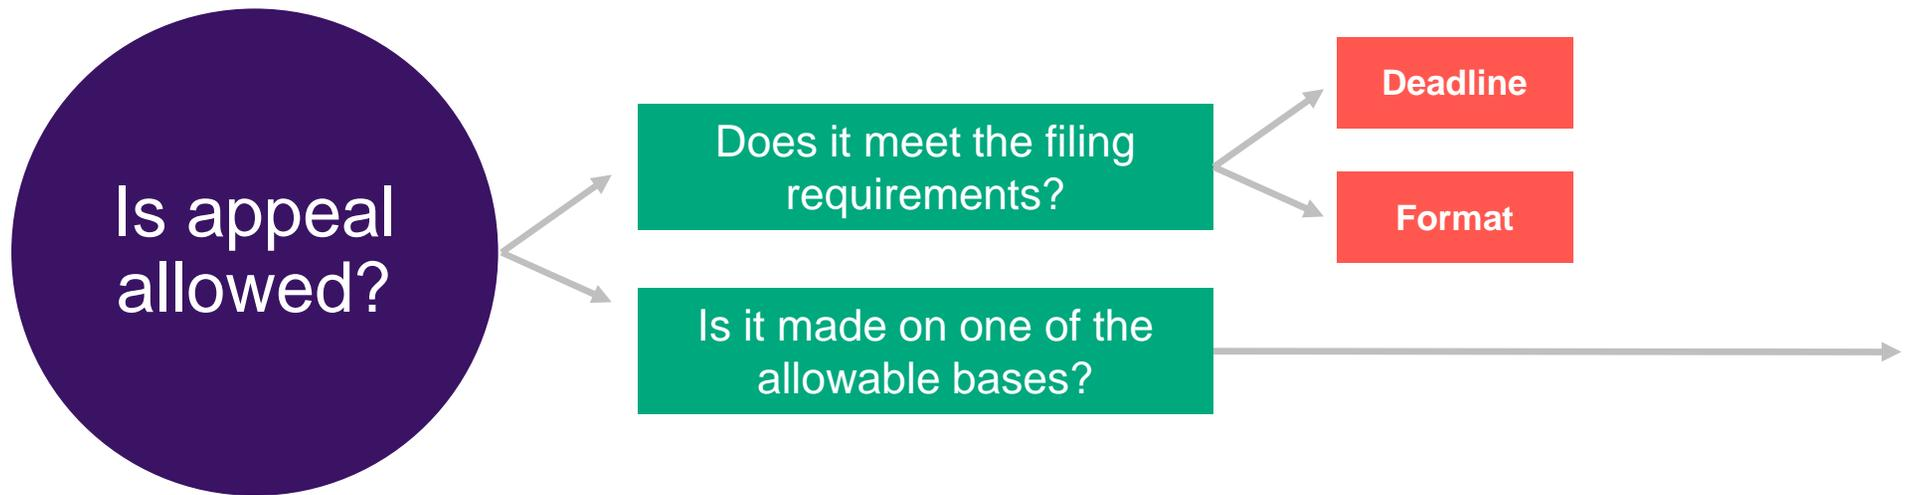 Is appeal
allowed?
Does it meet the filing
requirements?
Deadline
Format
Is it made on one of the
allowable bases?